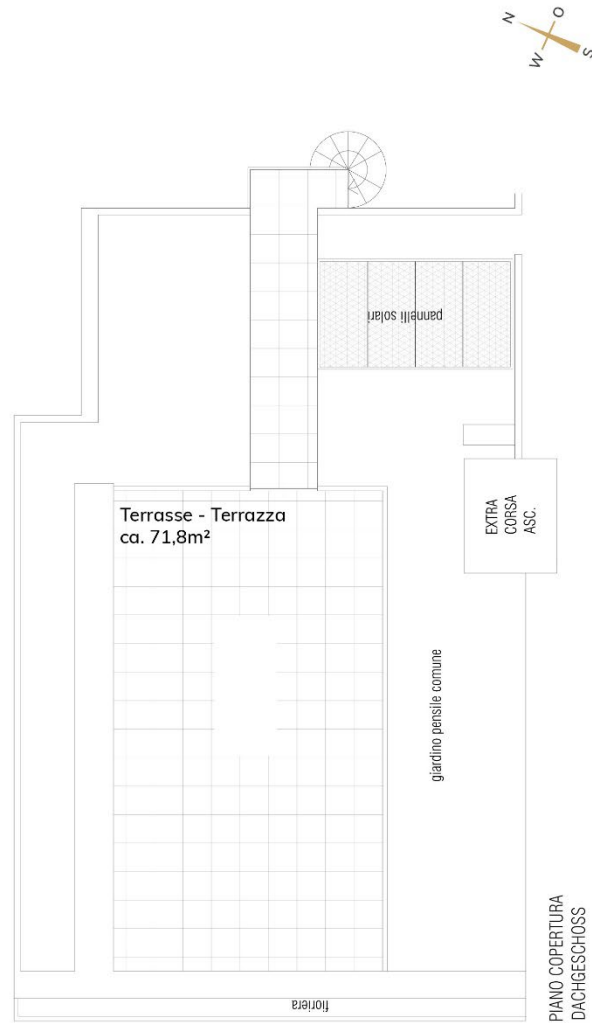 N
O
W
S
pannelli solari
EXTRA
CORSA
ASC.
Terrasse - Terrazza
ca. 71,8m²
giardino pensile comune
PIANO COPERTURA
DACHGESCHOSS
fioriera